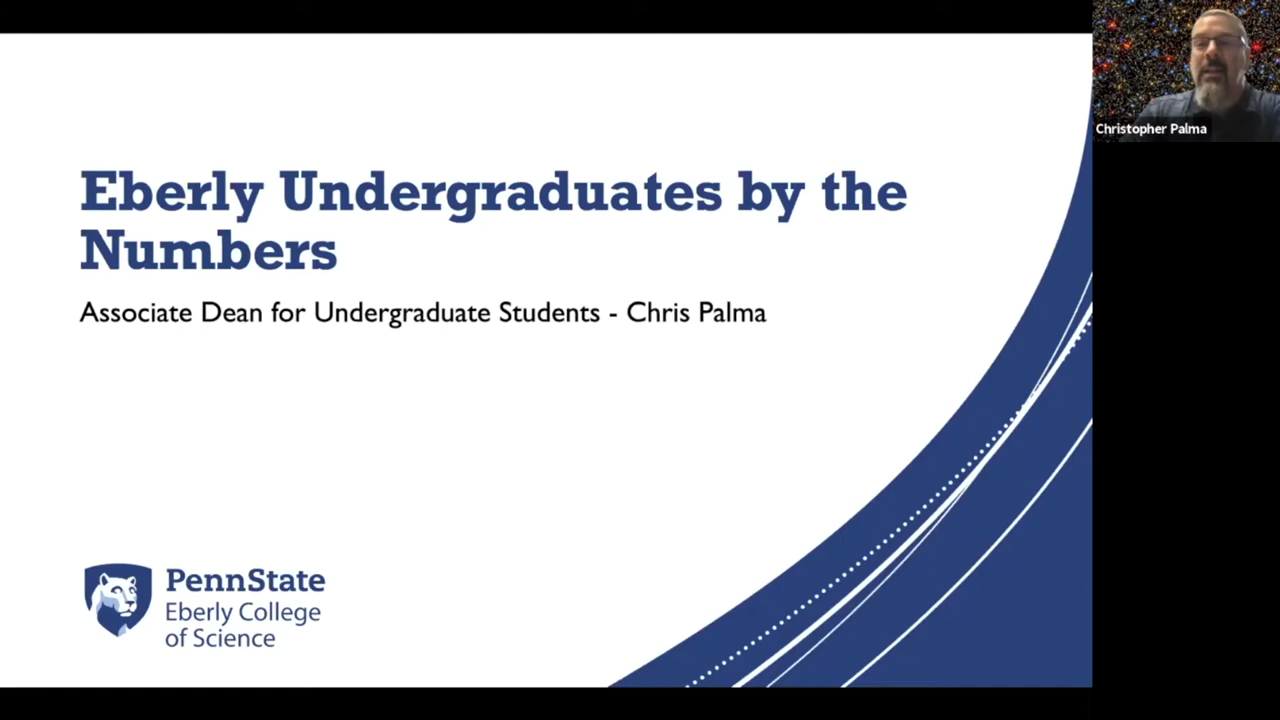 Eberly Undergraduates by the
Numbers
Associate Dean for Undergraduate Students - Chris Palma
PennState
Eberly College
of Science
Christopher Palma